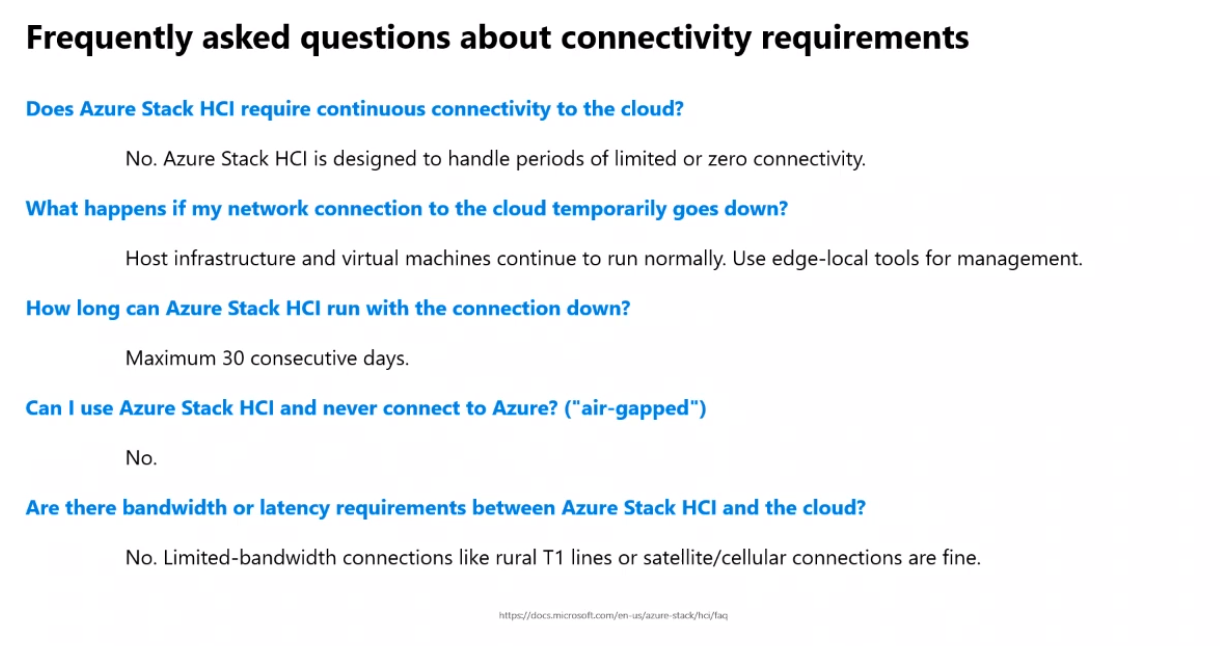 Frequently asked questions about connectivity requirements
Does Azure Stack HCI require continuous connectivity to the cloud?
No. Azure Stack HCI is designed to handle periods of limited or zero connectivity.
What happens if my network connection to the cloud temporarily goes down?
Host infrastructure and virtual machines continue to run normally. Use edge-local tools for management.
How long can Azure Stack HCI run with the connection down?
Maximum 30 consecutive days.
Can I use Azure Stack HCI and never connect to Azure? ("air-gapped")
No.
Are there bandwidth or latency requirements between Azure Stack HCI and the cloud?
No. Limited-bandwidth connections like rural T1 lines or satellite/cellular connections are fine.
https://docs.microsoft.com/en-us/azure-stack/hci/faq